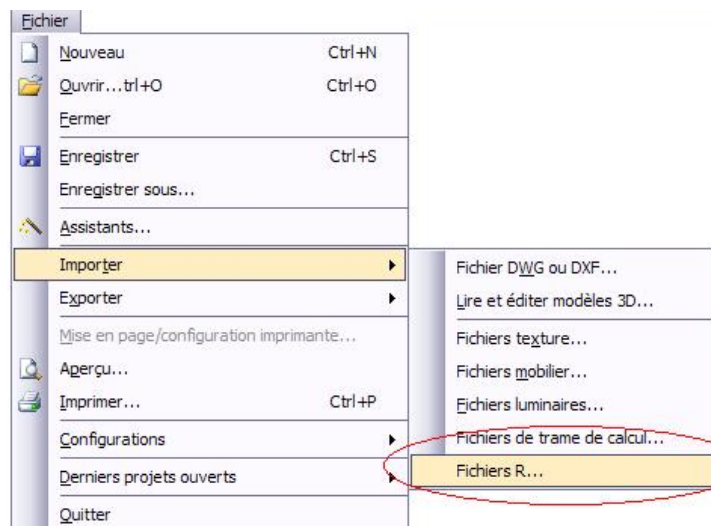 Fichier
Nouveau Ctrl+N
Ouvrir...trl+O Ctrl+O
Fermer
Enregistrer Ctrl+S
Enregistrer sous...
Assistants...
Importer
Exporter
Mise en page/configuration imprimante...
Aperçu...
Imprimer... Ctrl+P
Configurations
Derniers projets ouverts
Quitter
Fichier DWG ou DXF...
Lire et éditer modèles 3D...
Fichiers texture...
Fichiers mobilier...
Fichiers luminaires...
Fichiers de trame de calcul...
Fichiers R...